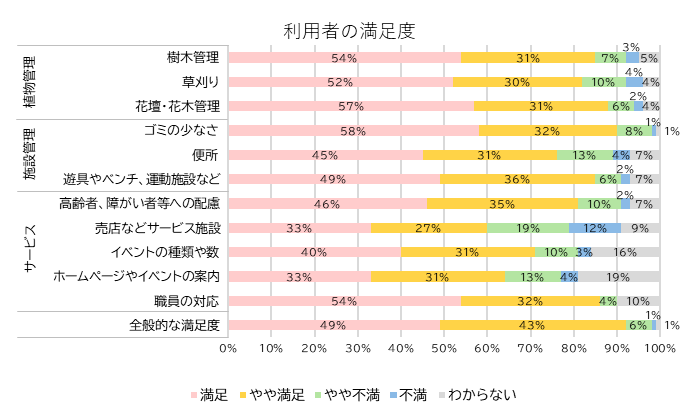 利用者の満足度
植物管理
樹木管理 54% 31% 7% 3% 5%
草刈り 52% 30% 10% 4% 4%
花壇・花木管理 57% 31% 6% 2% 4%
施設管理
ゴミの少なさ 58% 32% 8% 1% 1%
便所 45% 31% 13% 4% 7%
遊具やベンチ、運動施設など 49% 36% 6% 2% 7%
サービス
高齢者、障がい者等への配慮 46% 35% 10% 2% 7%
売店などサービス施設 33% 27% 19% 12% 9%
イベントの種類や数 40% 31% 10% 3% 16%
ホームページやイベントの案内 33% 31% 13% 4% 19%
職員の対応 54% 32% 4% 10%
全般的な満足度 49% 43% 6% 1% 1%
0% 10% 20% 30% 40% 50% 60% 70% 80% 90% 100%
満足 やや満足 やや不満 不満 わからない